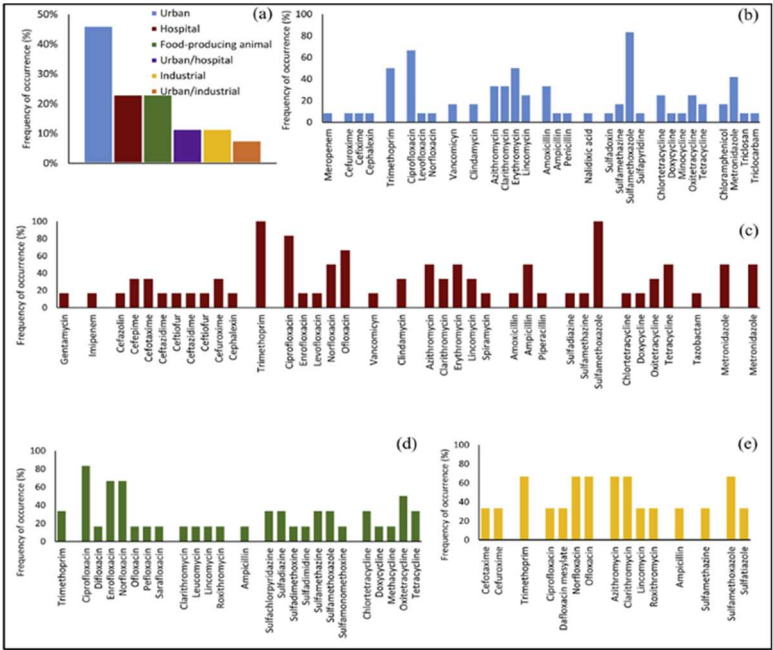 (a)
Frequency of occurrence (%)
50%
40%
30%
20%
10%
0%
Urban
Hospital
Food-producing animal
Urban/hospital
Industrial
Urban/industrial
(b)
Frequency of occurrence (%)
100
80
60
40
20
0
Meropenem
Cefuroxime
Cefixime
Cephalexin
Trimethoprim
Ciprofloxacin
Levofloxacin
Norfloxacin
Vancomicyn
Clindamycin
Azithromycin
Clarithromycin
Erythromycin
Lincomycin
Amoxicillin
Ampicillin
Penicillin
Nalidixic acid
Sulfadoxin
Sulfamethazine
Sulfamethoxazole
Sulfapyridine
Chlortetracycline
Doxycycline
Minocycline
Oxitetracycline
Tetracycline
Chloramphenicol
Metronidazole
Triclosan
Triclocarbam
(c)
Frequency of occurrence (%)
100
80
60
40
20
0
Gentamycin
Imipenem
Cefazolin
Cefepime
Cefotaxime
Ceftazidime
Ceftiofur
Ceftazidime
Ceftiofur
Cefuroxime
Cephalexin
Trimethoprim
Ciprofloxacin
Enrofloxacin
Levofloxacin
Norfloxacin
Ofloxacin
Vancomicyn
Clindamycin
Azithromycin
Clarithromycin
Erythromycin
Lincomycin
Spiramycin
Amoxicillin
Ampicillin
Piperacillin
Sulfadiazine
Sulfamethazine
Sulfamethoxazole
Chlortetracycline
Doxycycline
Oxitetracycline
Tetracycline
Tazobactam
Metronidazole
Metronidazole
(d)
Frequency of occurrence (%)
100
80
60
40
20
0
Trimethoprim
Ciprofloxacin
Difloxacin
Enrofloxacin
Norfloxacin
Ofloxacin
Pefloxacin
Sarafloxacin
Clarithromycin
Leucomycin
Lincomycin
Roxithromycin
Ampicillin
Sulfachlorpyridazine
Sulfadiazine
Sulfadimethoxine
Sulfadimidine
Sulfamethazine
Sulfamethoxazole
Sulfamonomethoxine
Chlortetracycline
Doxycycline
Methacycline
Oxitetracycline
Tetracycline
(e)
Frequency of occurrence (%)
100
80
60
40
20
0
Cefotaxime
Cefuroxime
Trimethoprim
Ciprofloxacin
Dafloxacin mesylate
Norfloxacin
Ofloxacin
Azithromycin
Clarithromycin
Lincomycin
Roxithromycin
Ampicillin
Sulfamethazine
Sulfamethoxazole
Sulfatiazole